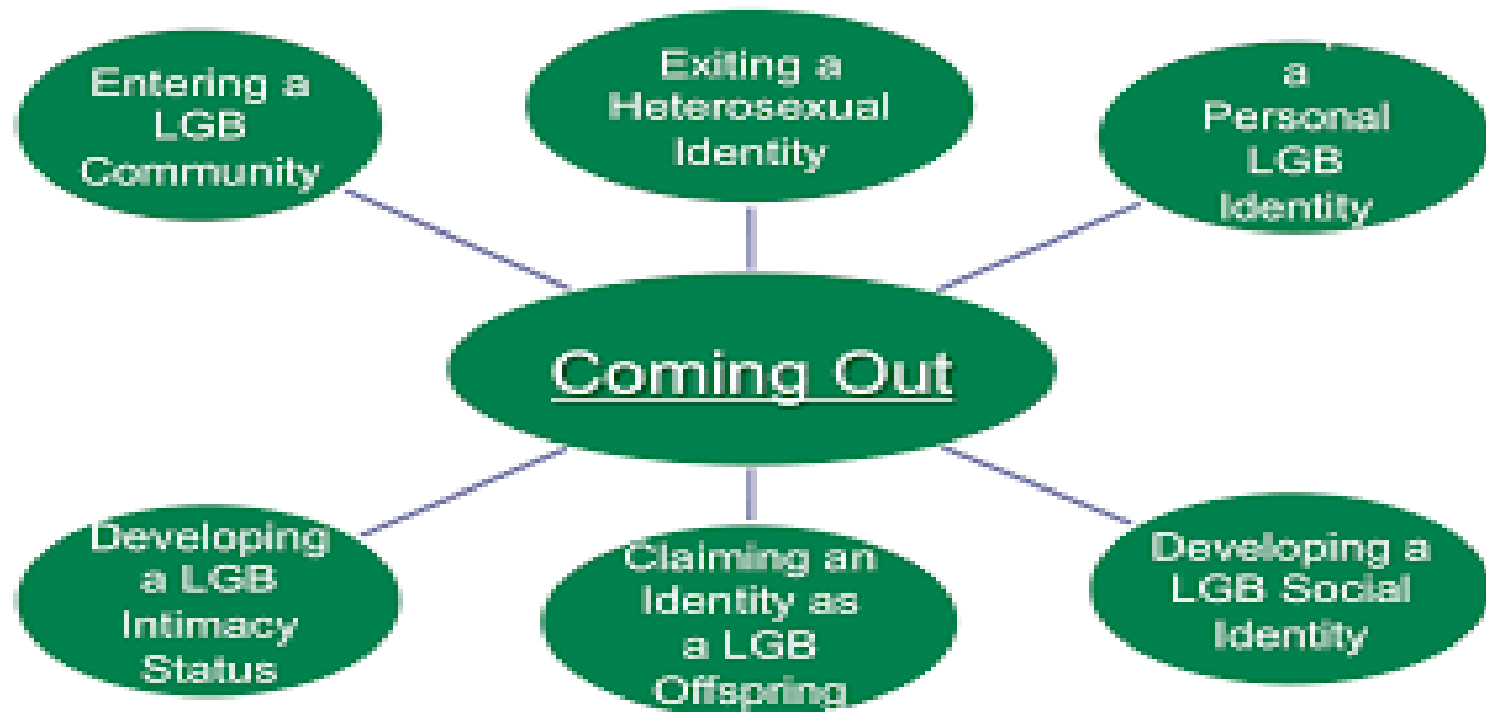 Entering a
LGB
Community
Exiting a
Heterosexual
Identity
a
Personal
LGB
Identity
Coming Out
Developing
a LGB
Intimacy
Status
Claiming an
Identity as
a LGB
Offspring
Developing a
LGB Social
Identity